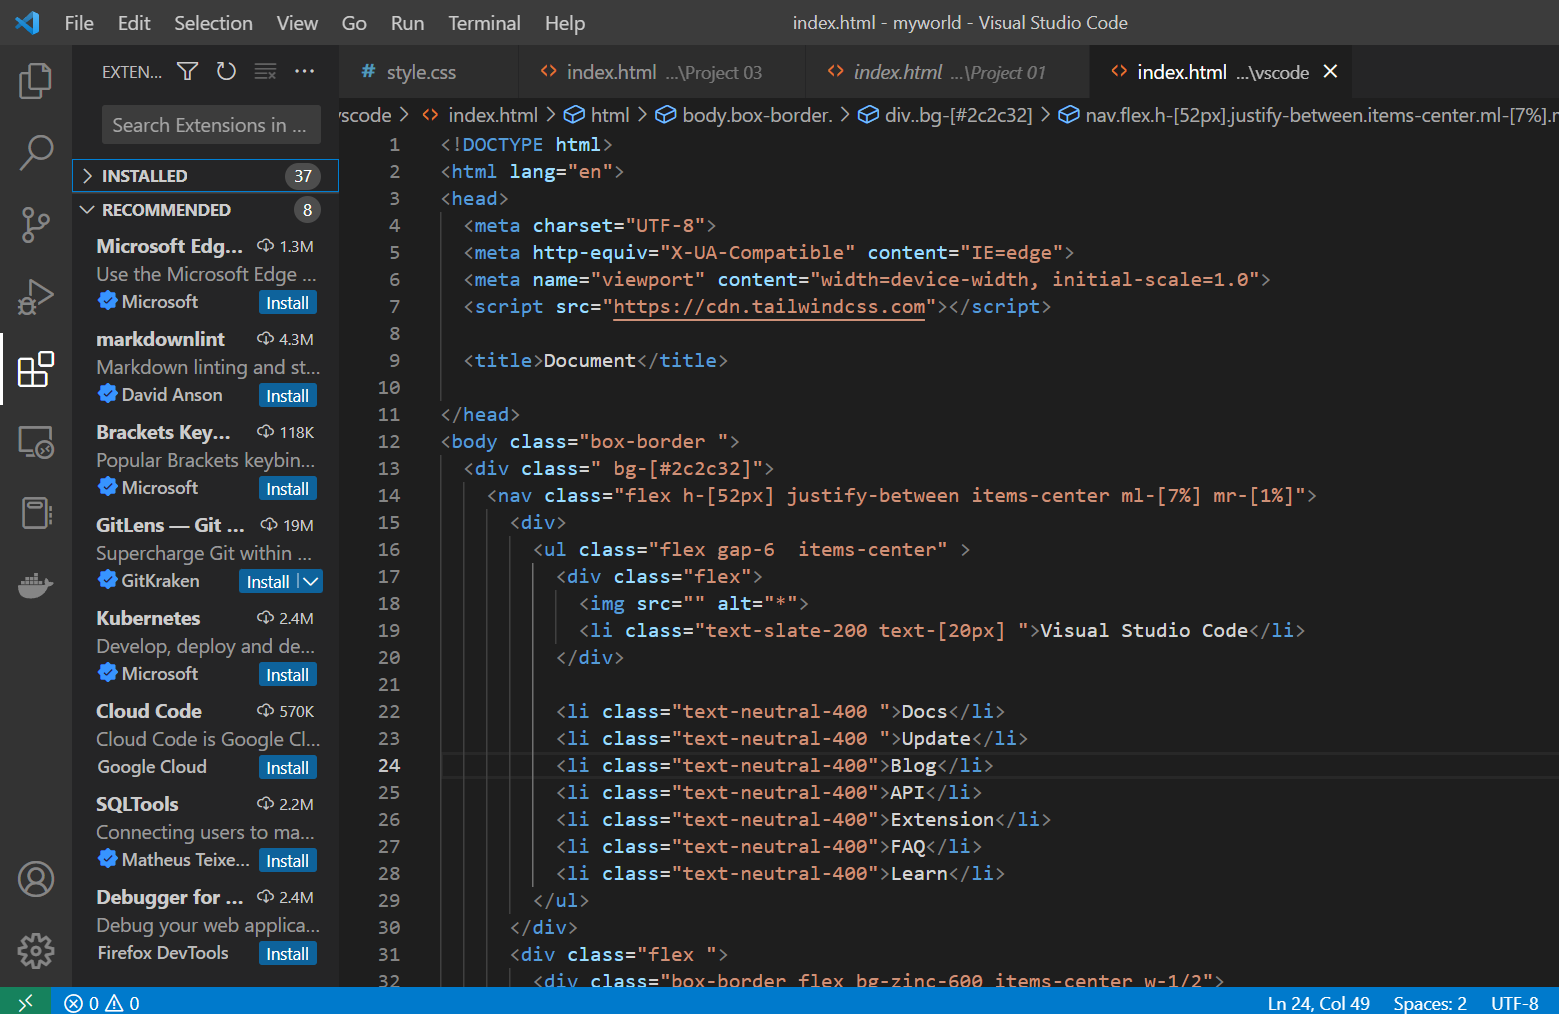 File Edit Selection View Go Run Terminal Help
index.html - myworld - Visual Studio Code
EXTEN...
# style.css
index.html ...\Project 03
index.html ...\Project 01
index.html ...\vscode
vscode > index.html > html > body.box-border. > div..bg-[#2c2c32] > nav.flex.h-[52px].justify-between.items-center.ml-[7%].
Search Extensions in ...
INSTALLED 37
RECOMMENDED 8
Microsoft Edg... 1.3M
Use the Microsoft Edge ...
Microsoft Install
markdownlint 4.3M
Markdown linting and st...
David Anson Install
Brackets Key... 118K
Popular Brackets keybin...
Microsoft Install
GitLens — Git ... 19M
Supercharge Git within ...
GitKraken Install
Kubernetes 2.4M
Develop, deploy and de...
Microsoft Install
Cloud Code 570K
Cloud Code is Google Cl...
Google Cloud Install
SQLTools 2.2M
Connecting users to ma...
Matheus Teixe... Install
Debugger for ... 2.4M
Debug your web applica...
Firefox DevTools Install
1 <!DOCTYPE html>
2 <html lang="en">
3 <head>
4 <meta charset="UTF-8">
5 <meta http-equiv="X-UA-Compatible" content="IE=edge">
6 <meta name="viewport" content="width=device-width, initial-scale=1.0">
7 <script src="https://cdn.tailwindcss.com"></script>
8
9 <title>Document</title>
10
11 </head>
12 <body class="box-border ">
13 <div class=" bg-[#2c2c32]">
14 <nav class="flex h-[52px] justify-between items-center ml-[7%] mr-[1%]">
15 <div>
16 <ul class="flex gap-6  items-center" >
17 <div class="flex">
18 <img src="" alt="*">
19 <li class="text-slate-200 text-[20px] ">Visual Studio Code</li>
20 </div>
21
22 <li class="text-neutral-400 ">Docs</li>
23 <li class="text-neutral-400 ">Update</li>
24 <li class="text-neutral-400">Blog</li>
25 <li class="text-neutral-400">API</li>
26 <li class="text-neutral-400">Extension</li>
27 <li class="text-neutral-400">FAQ</li>
28 <li class="text-neutral-400">Learn</li>
29 </ul>
30 </div>
31 <div class="flex ">
32 <div class="box-border flex bg-zinc-600 items-center w-1/2">
0 0
Ln 24, Col 49 Spaces: 2 UTF-8